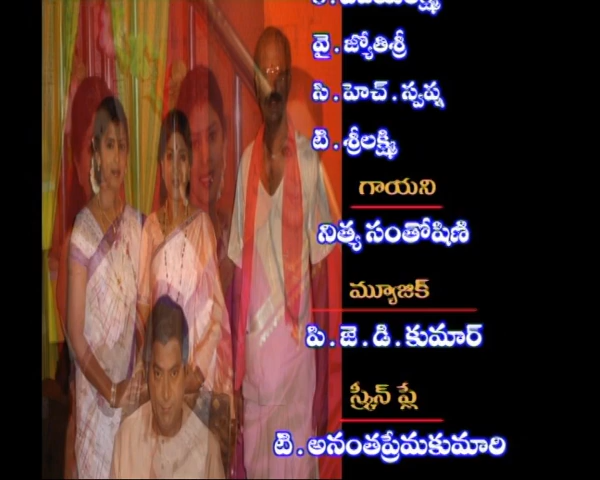 వై.జ్యోతిశ్రీ
సి.హెచ్.స్వప్న
టి.శ్రీలక్ష్మి
గాయని
నిత్య సంతోషిణి
మ్యూజిక్
పి.జె.డి.కుమార్
స్క్రీన్ ప్లే
టి.అనంతప్రేమకుమారి